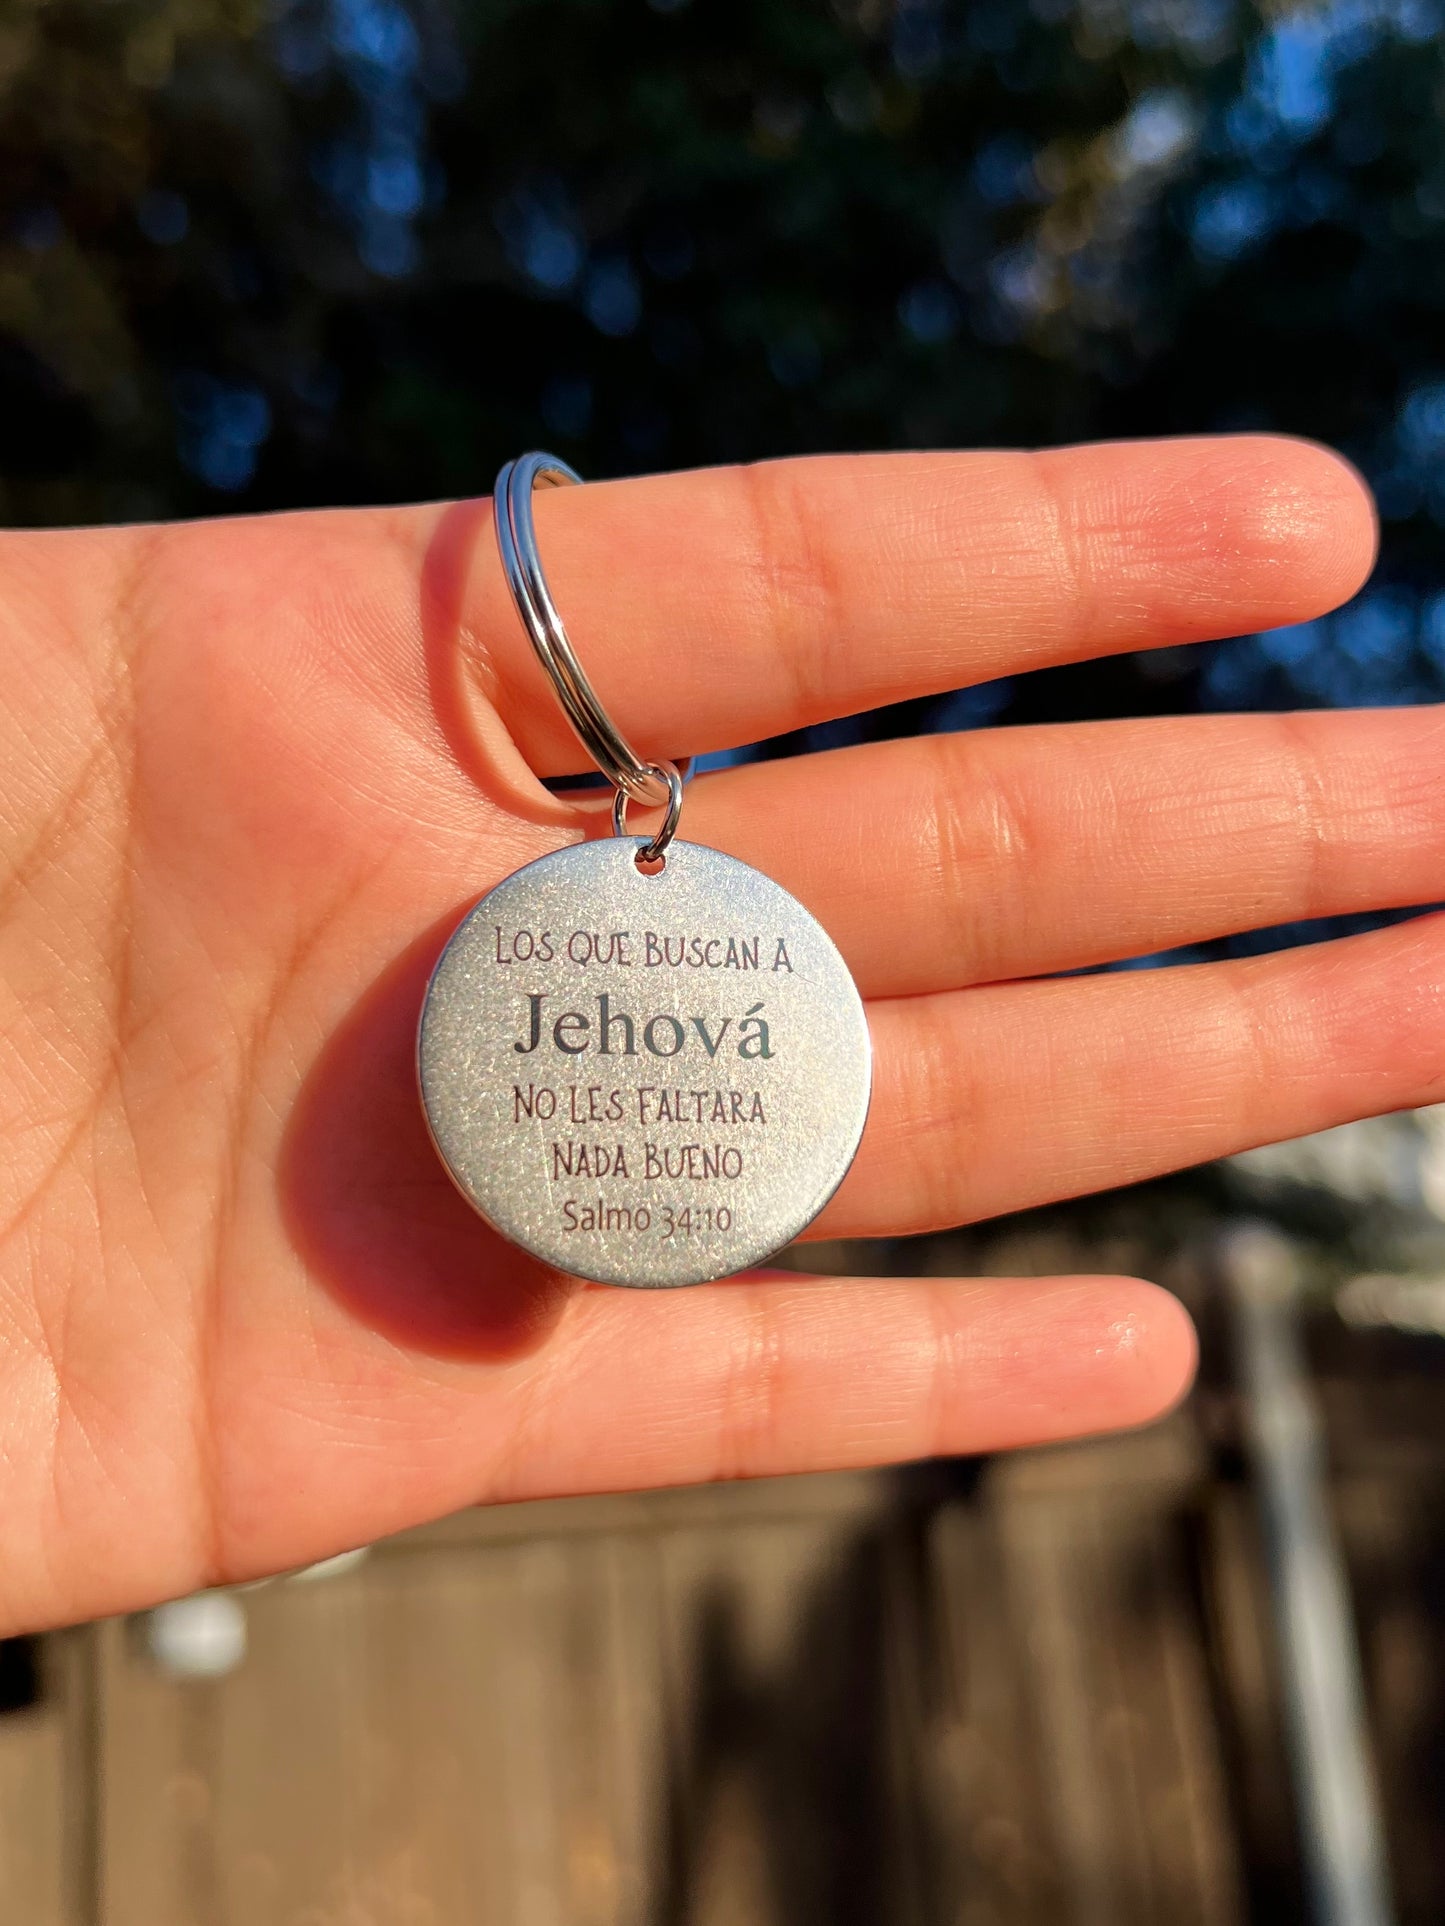 Los que buscan a
Jehová
No les faltara
nada bueno
Salmo 34:10